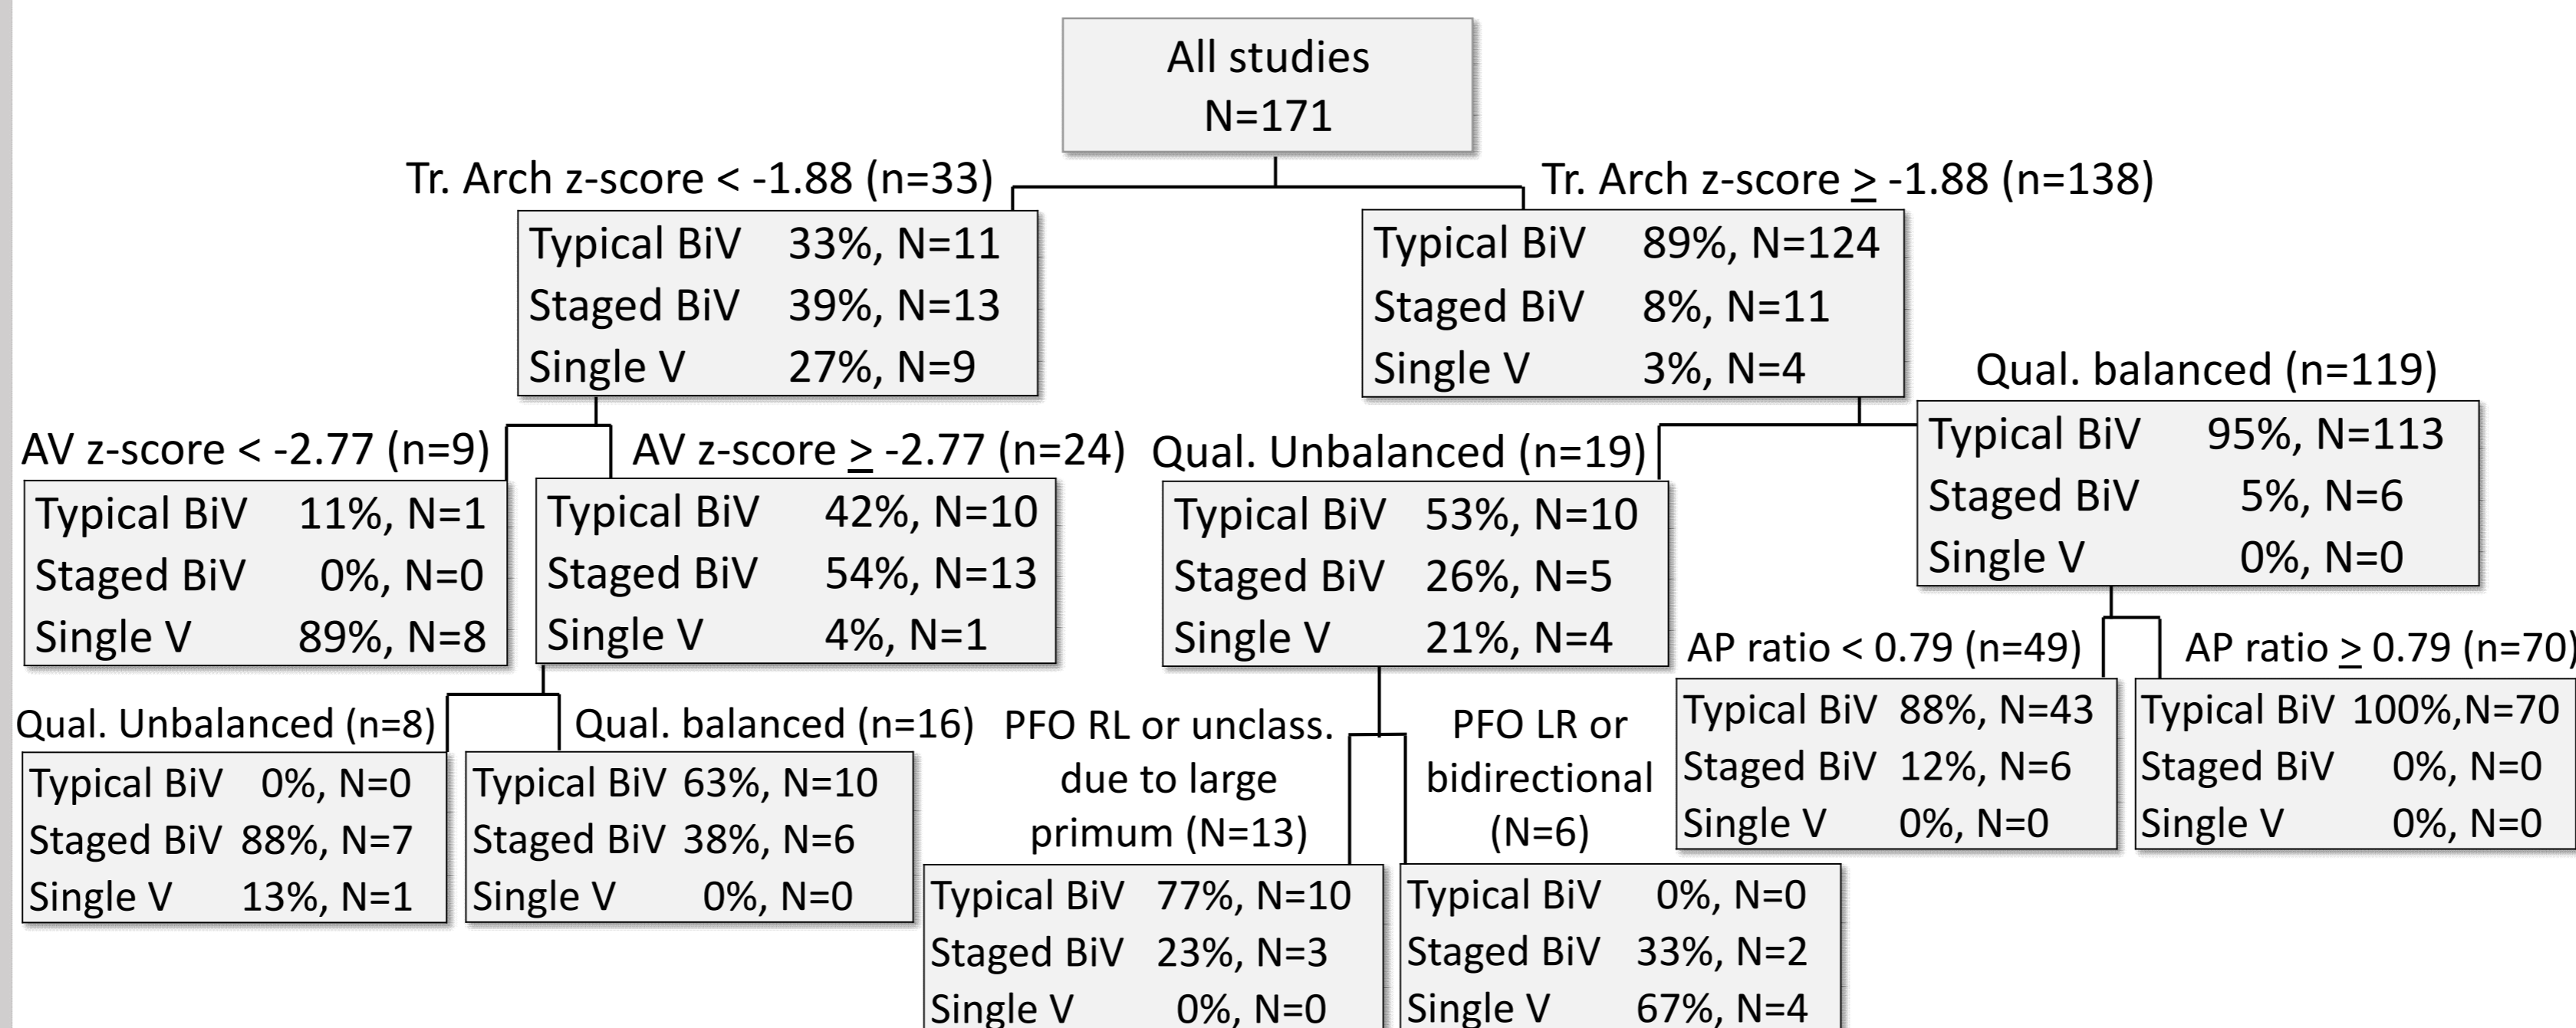 All studies
N=171
Tr. Arch z-score < -1.88 (n=33)
Typical BiV 33%, N=11
Staged BiV 39%, N=13
Single V 27%, N=9
Tr. Arch z-score ≥ -1.88 (n=138)
Typical BiV 89%, N=124
Staged BiV 8%, N=11
Single V 3%, N=4
AV z-score < -2.77 (n=9)
Typical BiV 11%, N=1
Staged BiV 0%, N=0
Single V 89%, N=8
AV z-score ≥ -2.77 (n=24)
Typical BiV 42%, N=10
Staged BiV 54%, N=13
Single V 4%, N=1
Qual. Unbalanced (n=19)
Typical BiV 53%, N=10
Staged BiV 26%, N=5
Single V 21%, N=4
Qual. balanced (n=119)
Typical BiV 95%, N=113
Staged BiV 5%, N=6
Single V 0%, N=0
Qual. Unbalanced (n=8)
Typical BiV 0%, N=0
Staged BiV 88%, N=7
Single V 13%, N=1
Qual. balanced (n=16)
Typical BiV 63%, N=10
Staged BiV 38%, N=6
Single V 0%, N=0
PFO RL or unclass.
due to large
primum (N=13)
Typical BiV 77%, N=10
Staged BiV 23%, N=3
Single V 0%, N=0
PFO LR or
bidirectional
(N=6)
Typical BiV 0%, N=0
Staged BiV 33%, N=2
Single V 67%, N=4
AP ratio < 0.79 (n=49)
Typical BiV 88%, N=43
Staged BiV 12%, N=6
Single V 0%, N=0
AP ratio ≥ 0.79 (n=70)
Typical BiV 100%,N=70
Staged BiV 0%, N=0
Single V 0%, N=0